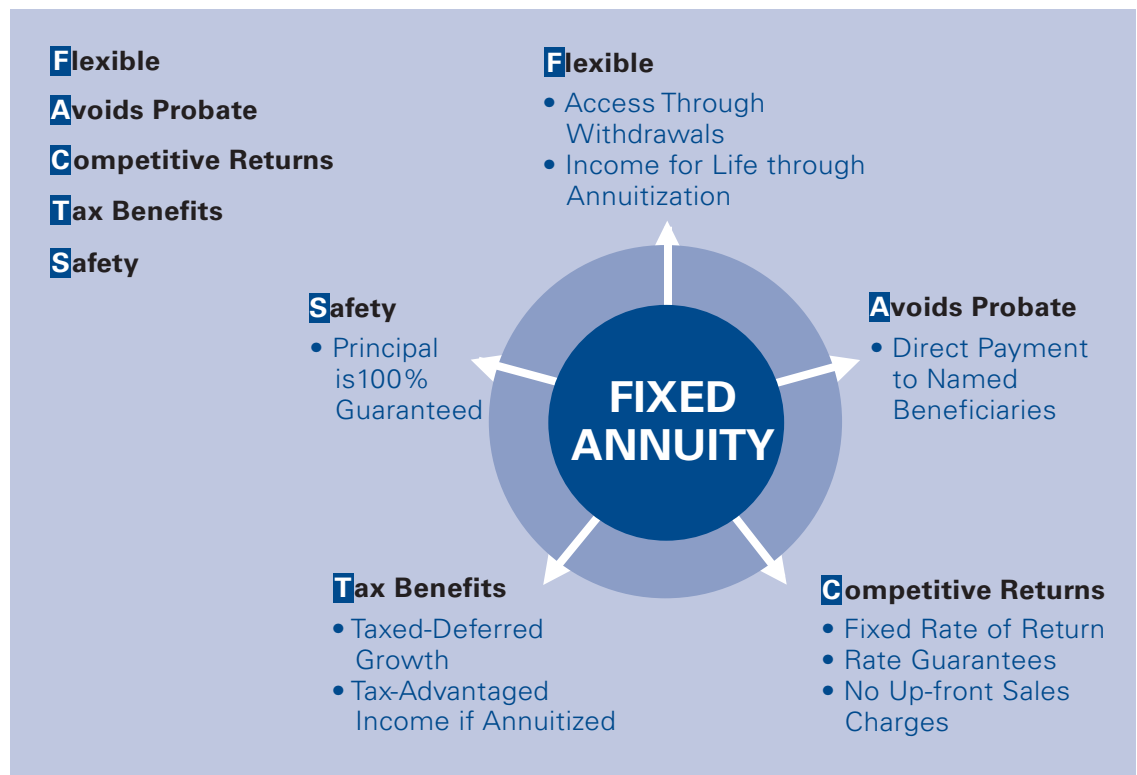 Flexible
Avoids Probate
Competitive Returns
Tax Benefits
Safety
Flexible
• Access Through
Withdrawals
• Income for Life through
Annuitization
Safety
• Principal
is100%
Guaranteed
FIXED
ANNUITY
Avoids Probate
• Direct Payment
to Named
Beneficiaries
Tax Benefits
• Taxed-Deferred
Growth
• Tax-Advantaged
Income if Annuitized
Competitive Returns
• Fixed Rate of Return
• Rate Guarantees
• No Up-front Sales
Charges